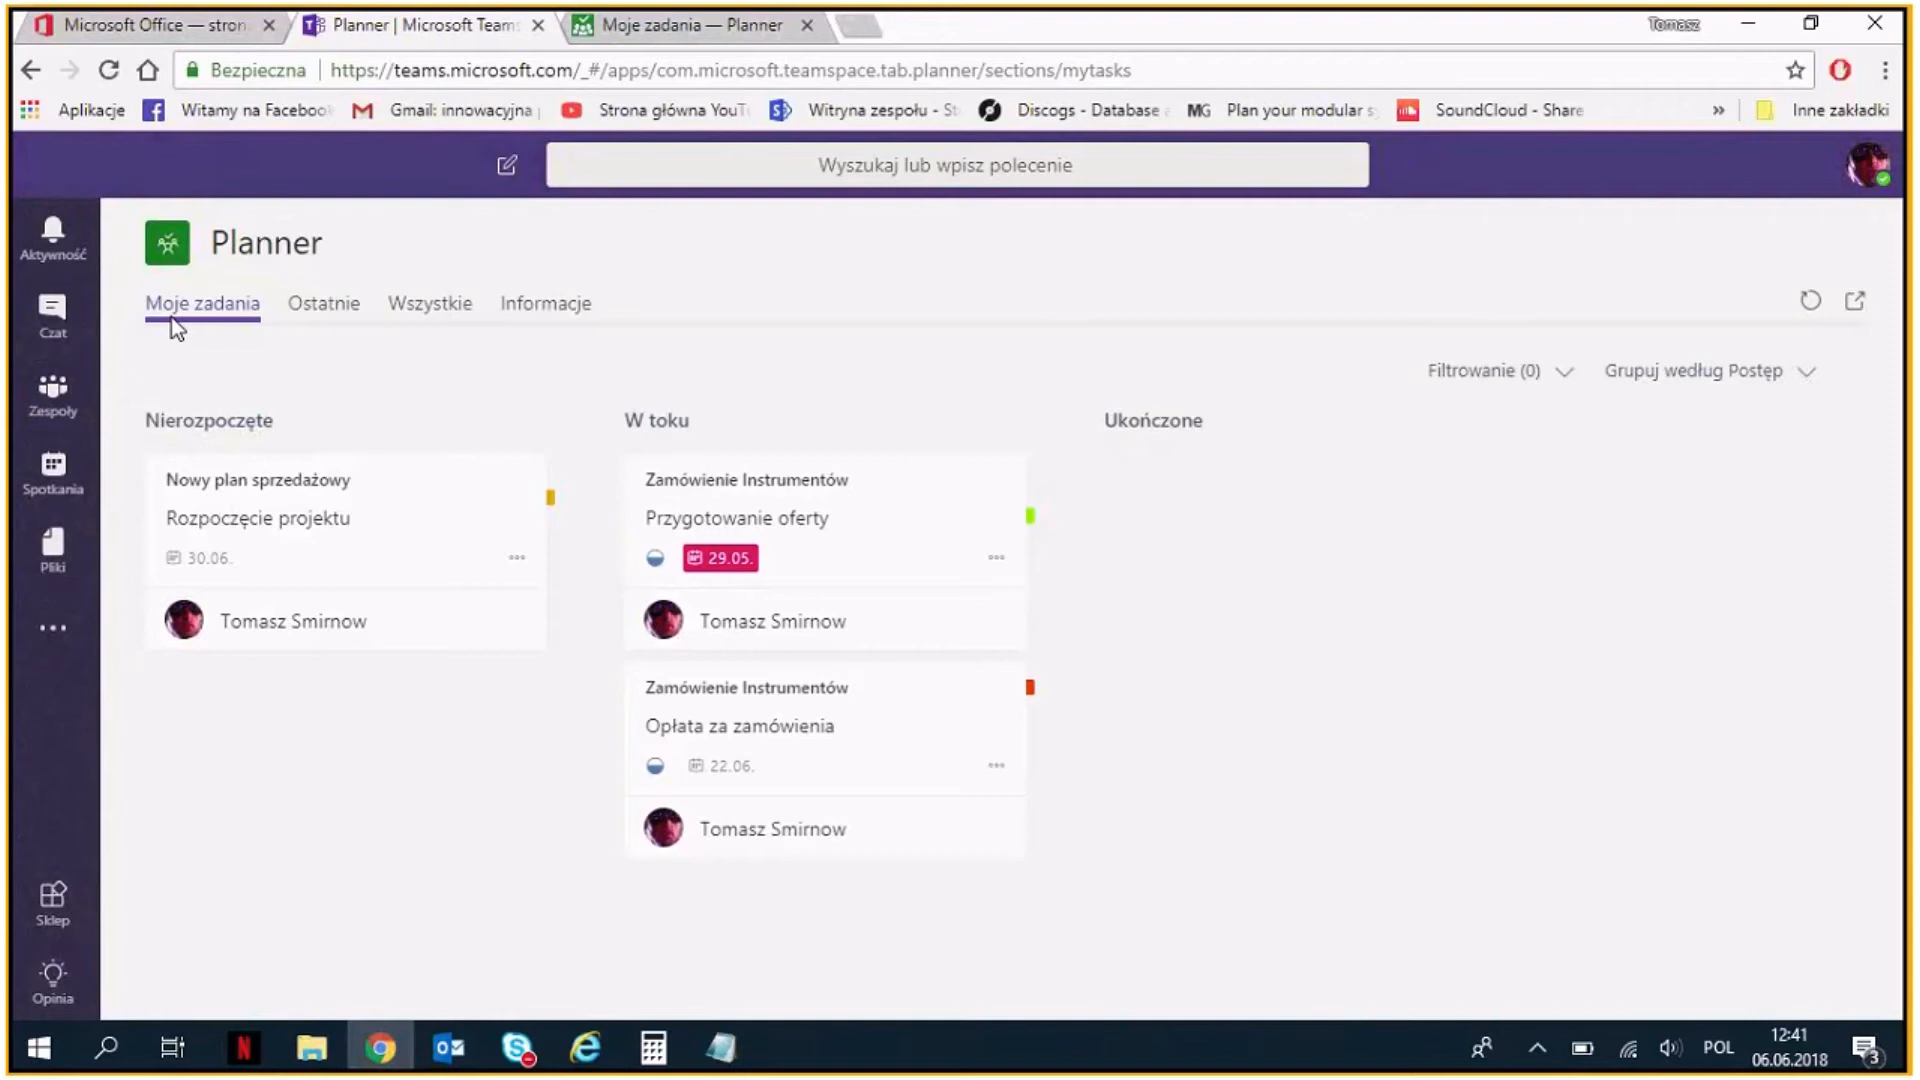 Microsoft Office — stron
Planner | Microsoft Teams
Moje zadania — Planner
Tomasz
Bezpieczna
https://teams.microsoft.com/_#/apps/com.microsoft.teamspace.tab.planner/sections/mytasks
Aplikacje
Witamy na Facebook
Gmail: innowacyjna
Strona główna YouT
Witryna zespołu - St
Discogs - Database
MG
Plan your modular s
SoundCloud - Share
»
Inne zakładki
Wyszukaj lub wpisz polecenie
Aktywność
Czat
Zespoły
Spotkania
Pliki
Sklep
Opinia
Planner
Moje zadania
Ostatnie
Wszystkie
Informacje
Filtrowanie (0)
Grupuj według Postęp
Nierozpoczęte
Nowy plan sprzedażowy
Rozpoczęcie projektu
30.06.
Tomasz Smirnow
W toku
Zamówienie Instrumentów
Przygotowanie oferty
29.05.
Tomasz Smirnow
Zamówienie Instrumentów
Opłata za zamówienia
22.06.
Tomasz Smirnow
Ukończone
POL
12:41
06.06.2018
3